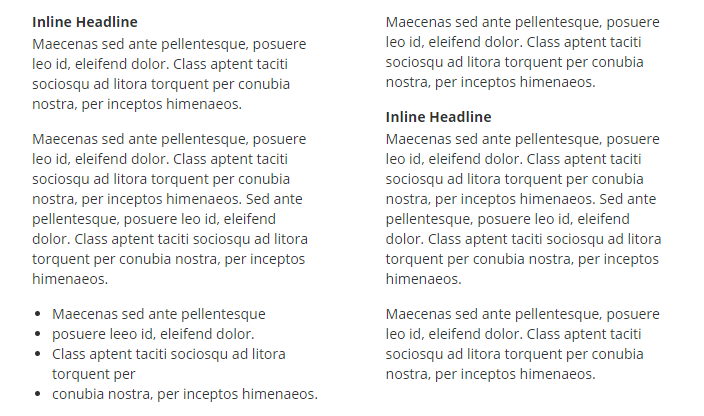 Inline Headline
Maecenas sed ante pellentesque, posuere
leo id, eleifend dolor. Class aptent taciti
sociosqu ad litora torquent per conubia
nostra, per inceptos himenaeos.
Maecenas sed ante pellentesque, posuere
leo id, eleifend dolor. Class aptent taciti
sociosqu ad litora torquent per conubia
nostra, per inceptos himenaeos. Sed ante
pellentesque, posuere leo id, eleifend
dolor. Class aptent taciti sociosqu ad litora
torquent per conubia nostra, per inceptos
himenaeos.
• Maecenas sed ante pellentesque
• posuere leeo id, eleifend dolor.
• Class aptent taciti sociosqu ad litora
torquent per
• conubia nostra, per inceptos himenaeos.
Maecenas sed ante pellentesque, posuere
leo id, eleifend dolor. Class aptent taciti
sociosqu ad litora torquent per conubia
nostra, per inceptos himenaeos.
Inline Headline
Maecenas sed ante pellentesque, posuere
leo id, eleifend dolor. Class aptent taciti
sociosqu ad litora torquent per conubia
nostra, per inceptos himenaeos. Sed ante
pellentesque, posuere leo id, eleifend
dolor. Class aptent taciti sociosqu ad litora
torquent per conubia nostra, per inceptos
himenaeos.
Maecenas sed ante pellentesque, posuere
leo id, eleifend dolor. Class aptent taciti
sociosqu ad litora torquent per conubia
nostra, per inceptos himenaeos.